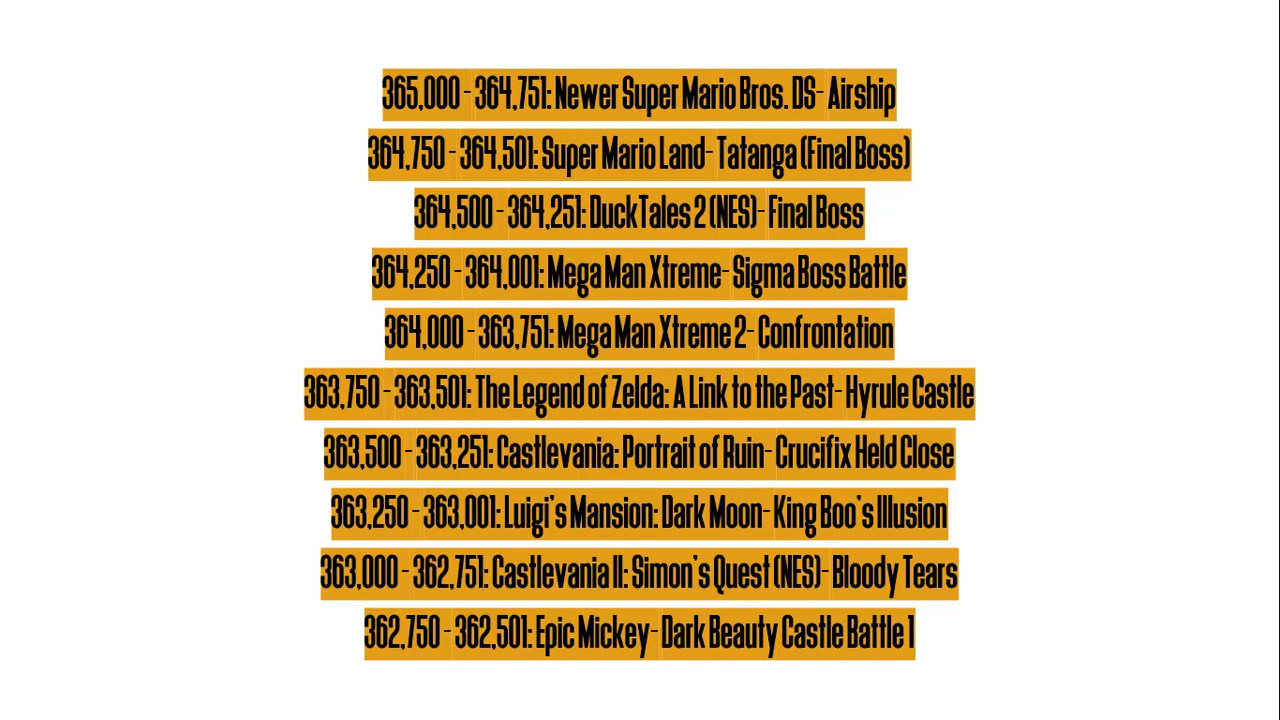 365,000 - 364,751: Newer Super Mario Bros. DS- Airship
364,750 - 364,501: Super Mario Land- Tatanga (Final Boss)
364,500 - 364,251: DuckTales 2 (NES)- Final Boss
364,250 - 364,001: Mega Man Xtreme- Sigma Boss Battle
364,000 - 363,751: Mega Man Xtreme 2- Confrontation
363,750 - 363,501: The Legend of Zelda: A Link to the Past- Hyrule Castle
363,500 - 363,251: Castlevania: Portrait of Ruin- Crucifix Held Close
363,250 - 363,001: Luigi's Mansion: Dark Moon- King Boo's Illusion
363,000 - 362,751: Castlevania II: Simon's Quest (NES)- Bloody Tears
362,750 - 362,501: Epic Mickey- Dark Beauty Castle Battle 1